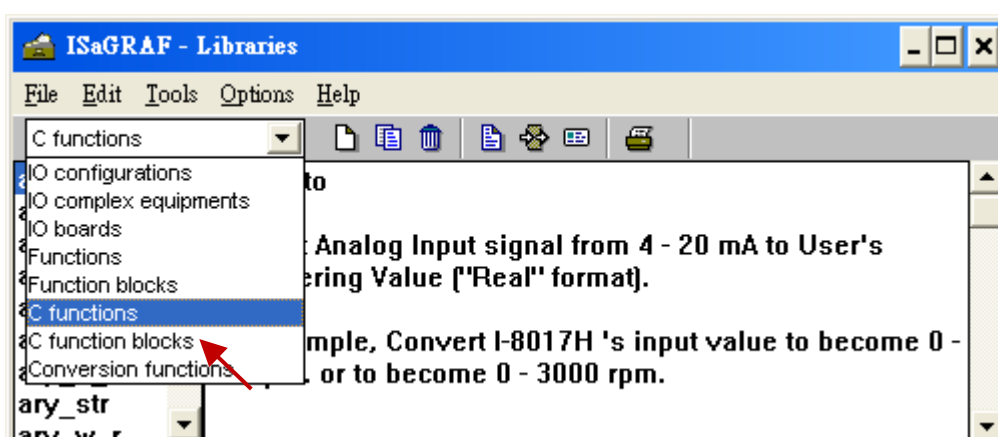 ISaGRAF - Libraries
File Edit Tools Options Help
C functions
IO configurations
IO complex equipments
IO boards
Functions
Function blocks
C functions
C function blocks
Conversion functions
ary_str
to
Analog Input signal from 4 - 20 mA to User's
ering Value ("Real" format).
mple, Convert I-8017H 's input value to become 0 -
. or to become 0 - 3000 rpm.